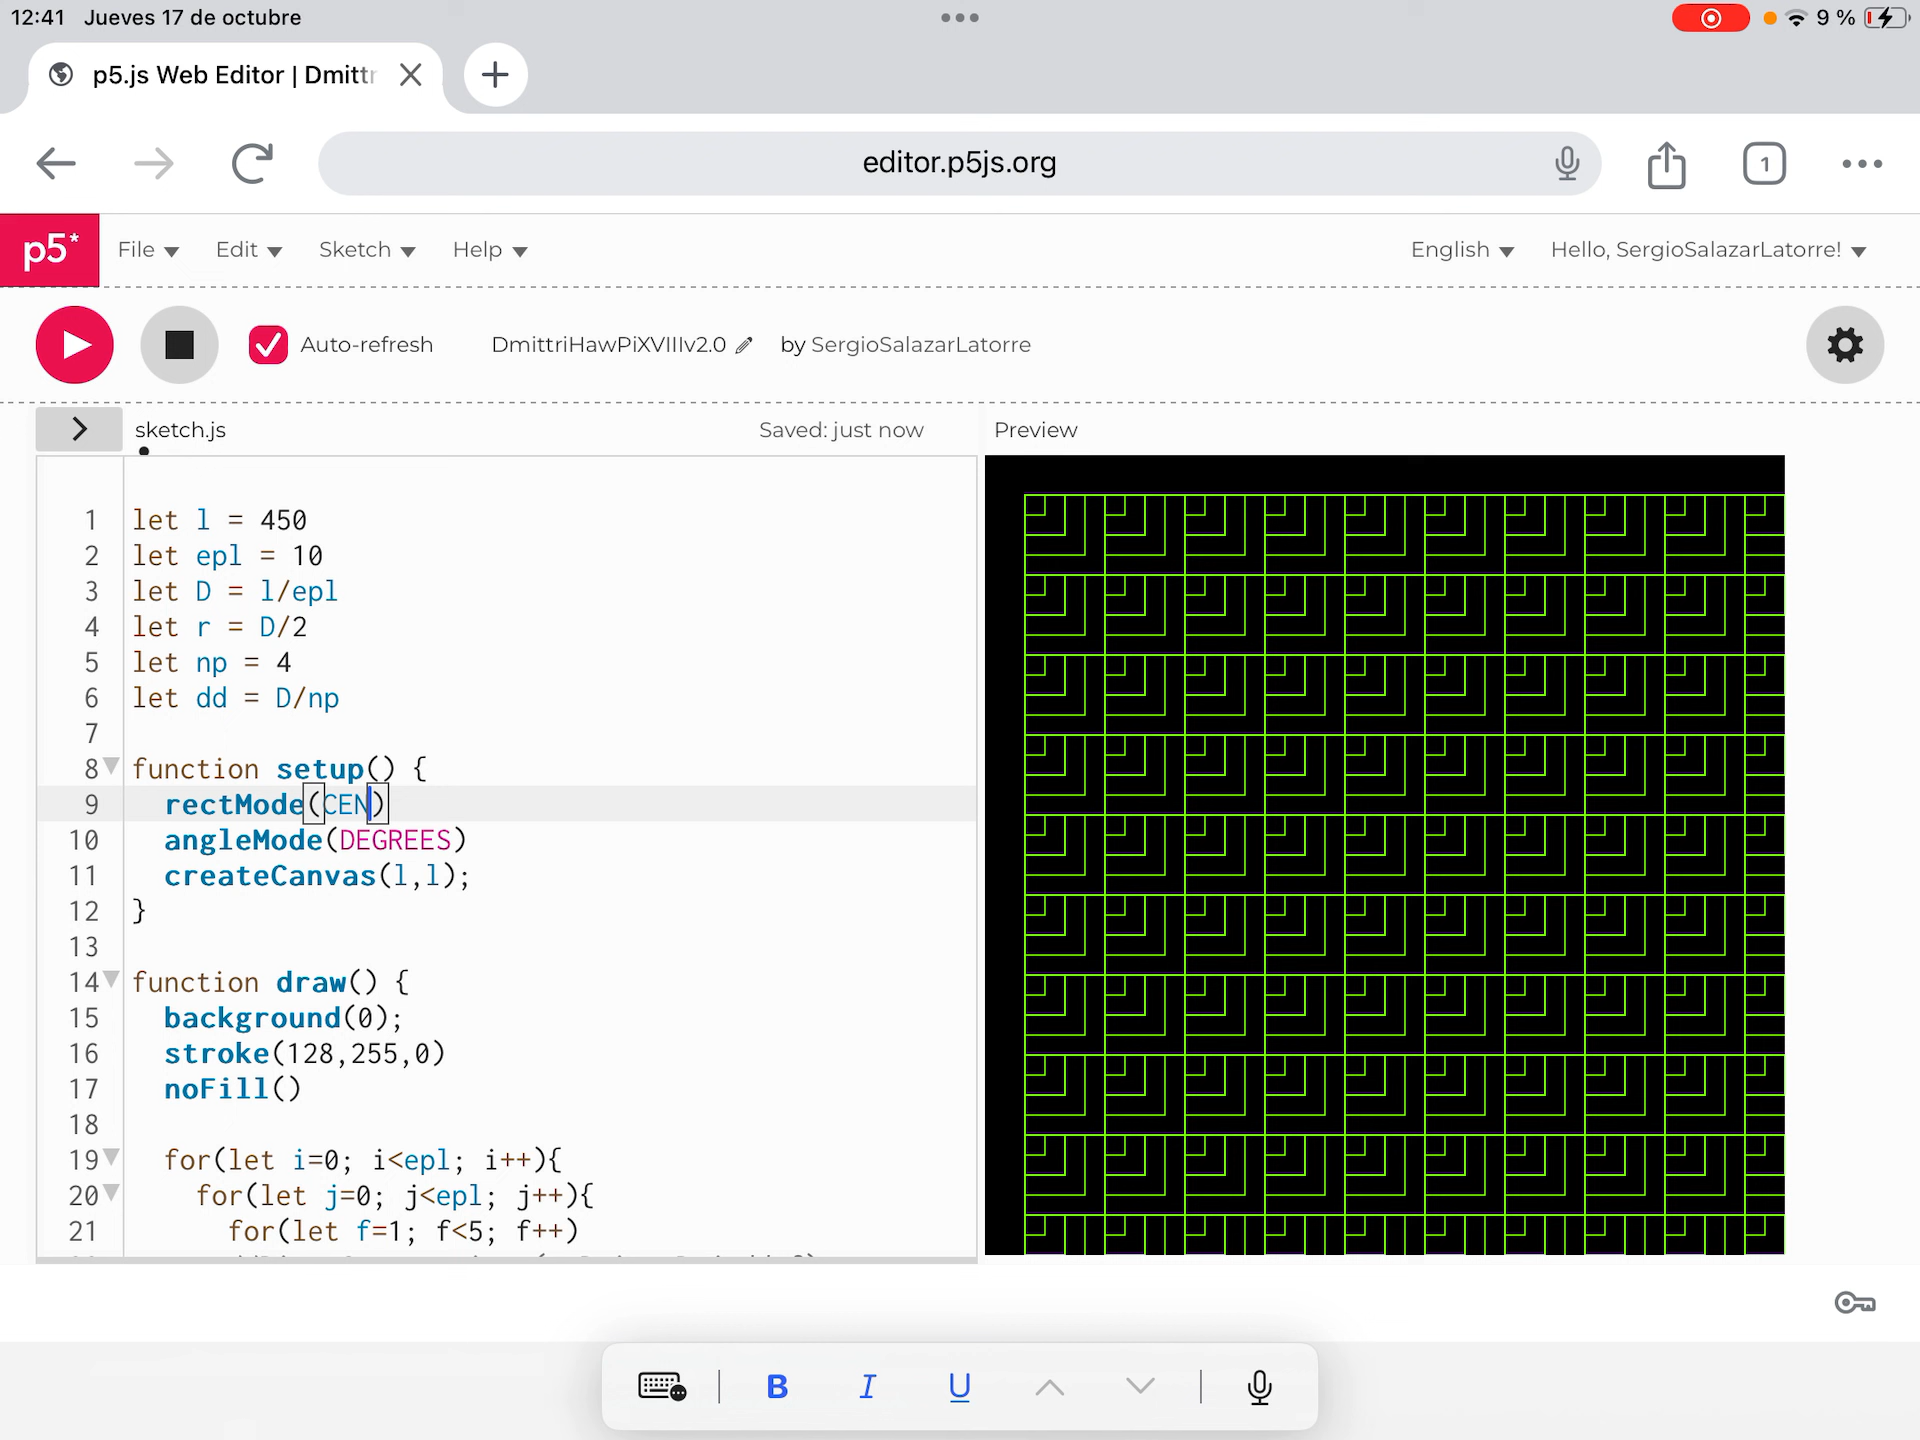 12:41 Jueves 17 de octubre
9 %
p5.js Web Editor | Dmittr
editor.p5js.org
1
p5*
File Edit Sketch Help
English Hello, SergioSalazarLatorre!
Auto-refresh DmittriHawPiXVIIIv2.0 by SergioSalazarLatorre
sketch.js Saved: just now Preview
1 let l = 450
2 let epl = 10
3 let D = l/epl
4 let r = D/2
5 let np = 4
6 let dd = D/np
7
8 function setup() {
9 rectMode(CEN)
10 angleMode(DEGREES)
11 createCanvas(l,l);
12 }
13
14 function draw() {
15 background(0);
16 stroke(128,255,0)
17 noFill()
18
19 for(let i=0; i<epl; i++){
20 for(let j=0; j<epl; j++){
21 for(let f=1; f<5; f++)
B I U